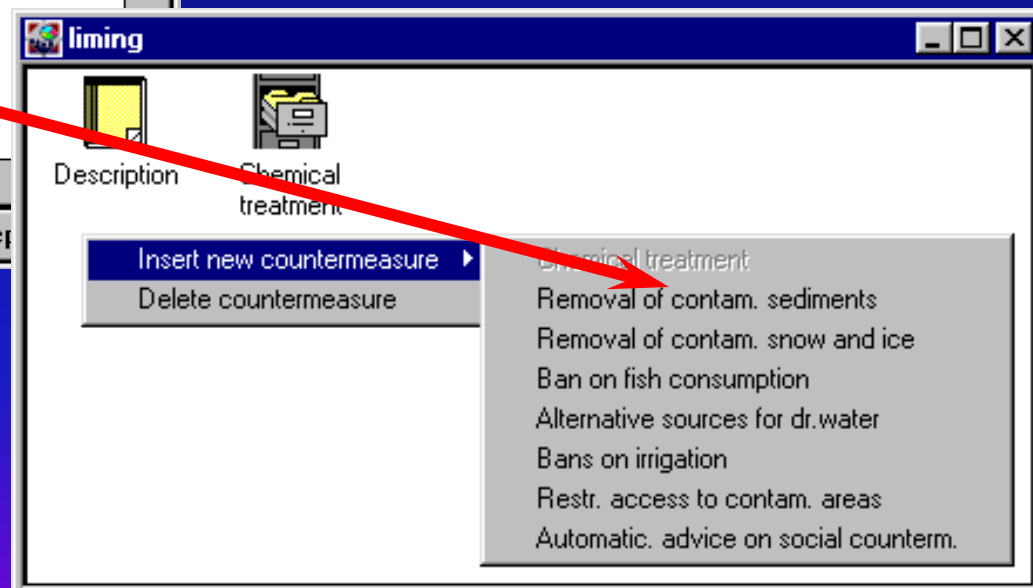 liming
Description
Chemical
treatment
Insert new countermeasure
Delete countermeasure
Chemical treatment
Removal of contam. sediments
Removal of contam. snow and ice
Ban on fish consumption
Alternative sources for dr.water
Bans on irrigation
Restr. access to contam. areas
Automatic. advice on social counterm.